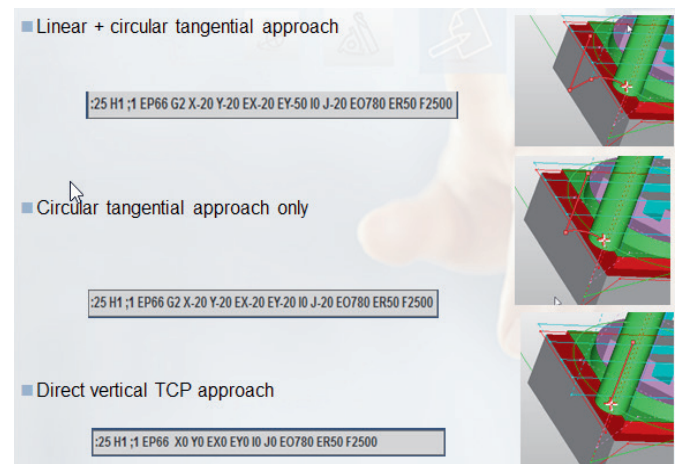 Linear + circular tangential approach
:25 H1 ;1 EP66 G2 X-20 Y-20 EX-20 EY-50 I0 J-20 EO780 ER50 F2500
Circular tangential approach only
:25 H1 ;1 EP66 G2 X-20 Y-20 EX-20 EY-20 I0 J-20 EO780 ER50 F2500
Direct vertical TCP approach
:25 H1 ;1 EP66 X0 Y0 EX0 EY0 I0 J0 EO780 ER50 F2500